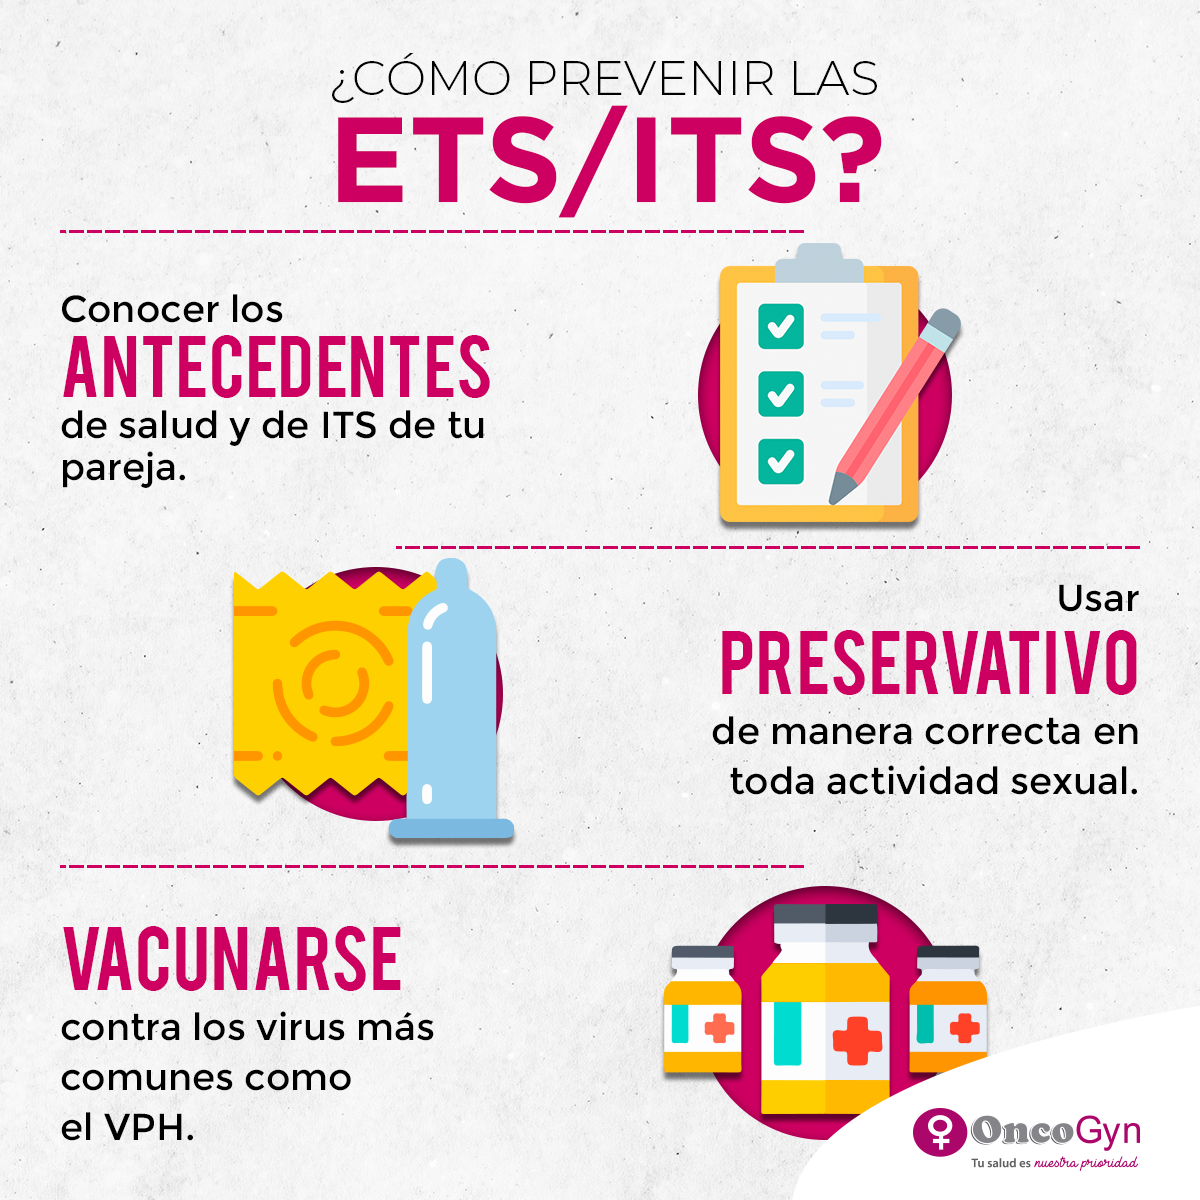 ¿CÓMO PREVENIR LAS
ETS/ITS?
Conocer los
ANTECEDENTES
de salud y de ITS de tu
pareja.
Usar
PRESERVATIVO
de manera correcta en
toda actividad sexual.
VACUNARSE
contra los virus más
comunes como
el VPH.
OncoGyn
Tu salud es nuestra prioridad